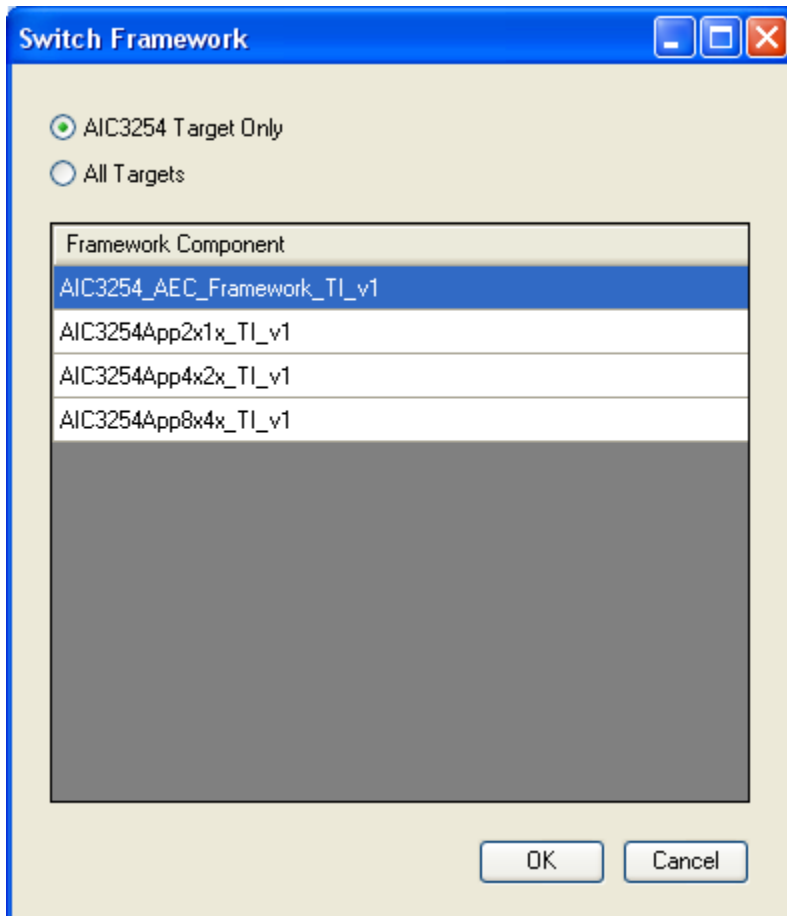 Switch Framework
AIC3254 Target Only
All Targets
Framework Component
AIC3254_AEC_Framework_TI_v1
AIC3254App2x1x_TI_v1
AIC3254App4x2x_TI_v1
AIC3254App8x4x_TI_v1
OK
Cancel